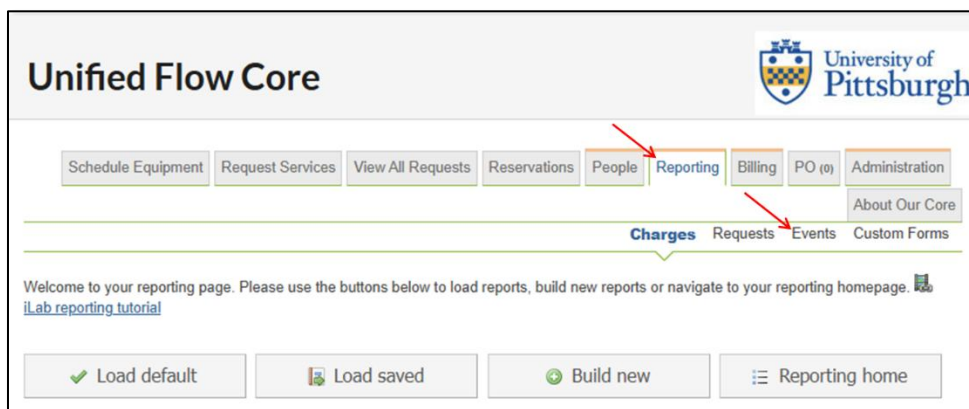 Unified Flow Core
University of
Pittsburgh
Schedule Equipment Request Services View All Requests Reservations People Reporting Billing PO (0) Administration
About Our Core
Charges Requests Events Custom Forms
Welcome to your reporting page. Please use the buttons below to load reports, build new reports or navigate to your reporting homepage.
iLab reporting tutorial
Load default Load saved Build new Reporting home